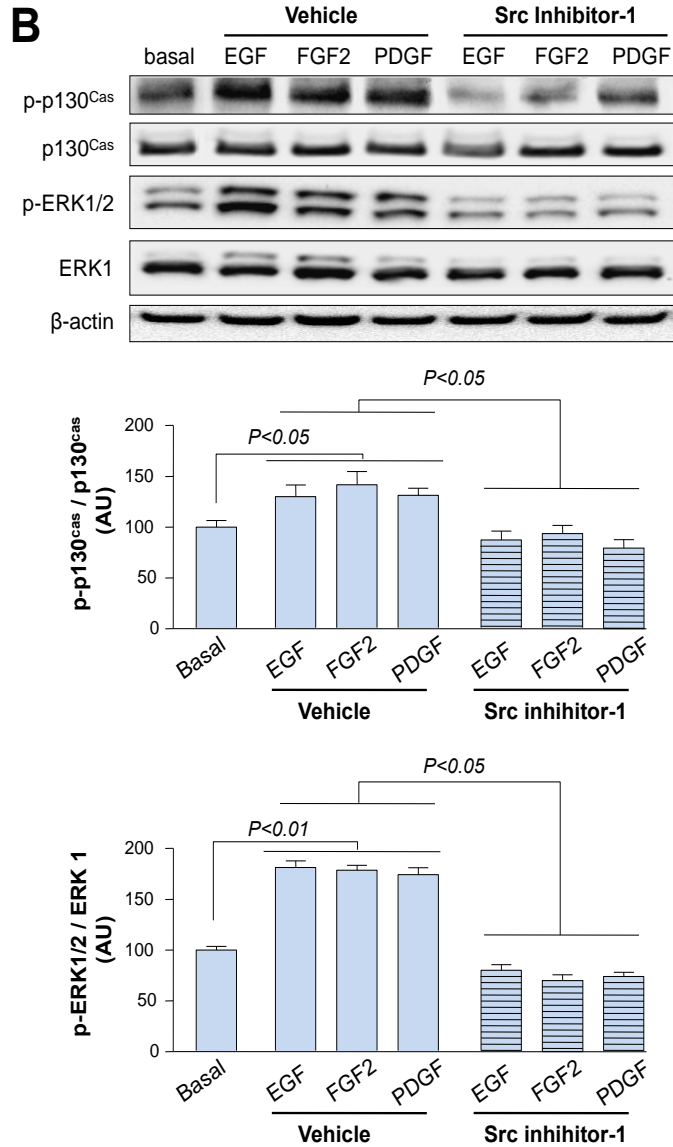 B
Vehicle Src Inhibitor-1
basal EGF FGF2 PDGF EGF FGF2 PDGF
p-p130Cas
p130Cas
p-ERK1/2
ERK1
β-actin
P<0.05
P<0.05
p-p130cas / p130cas
(AU)
200
150
100
50
0
Basal EGF FGF2 PDGF EGF FGF2 PDGF
Vehicle Src inhihitor-1
P<0.05
P<0.01
p-ERK1/2 / ERK 1
(AU)
200
150
100
50
0
Basal EGF FGF2 PDGF EGF FGF2 PDGF
Vehicle Src inhihitor-1